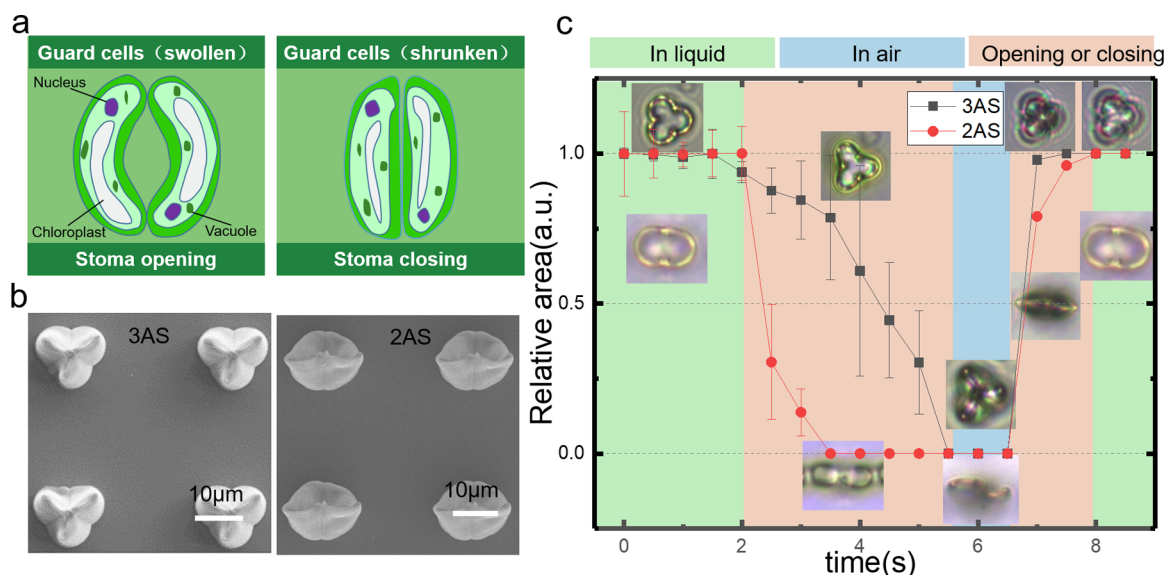 a
Guard cells（swollen）
Guard cells（shrunken）
Nucleus
Chloroplast
Vacuole
Stoma opening
Stoma closing
b
3AS
2AS
10μm
10μm
c
In liquid
In air
Opening or closing
3AS
2AS
Relative area(a.u.)
1.0
0.5
0.0
0
2
4
6
8
time(s)